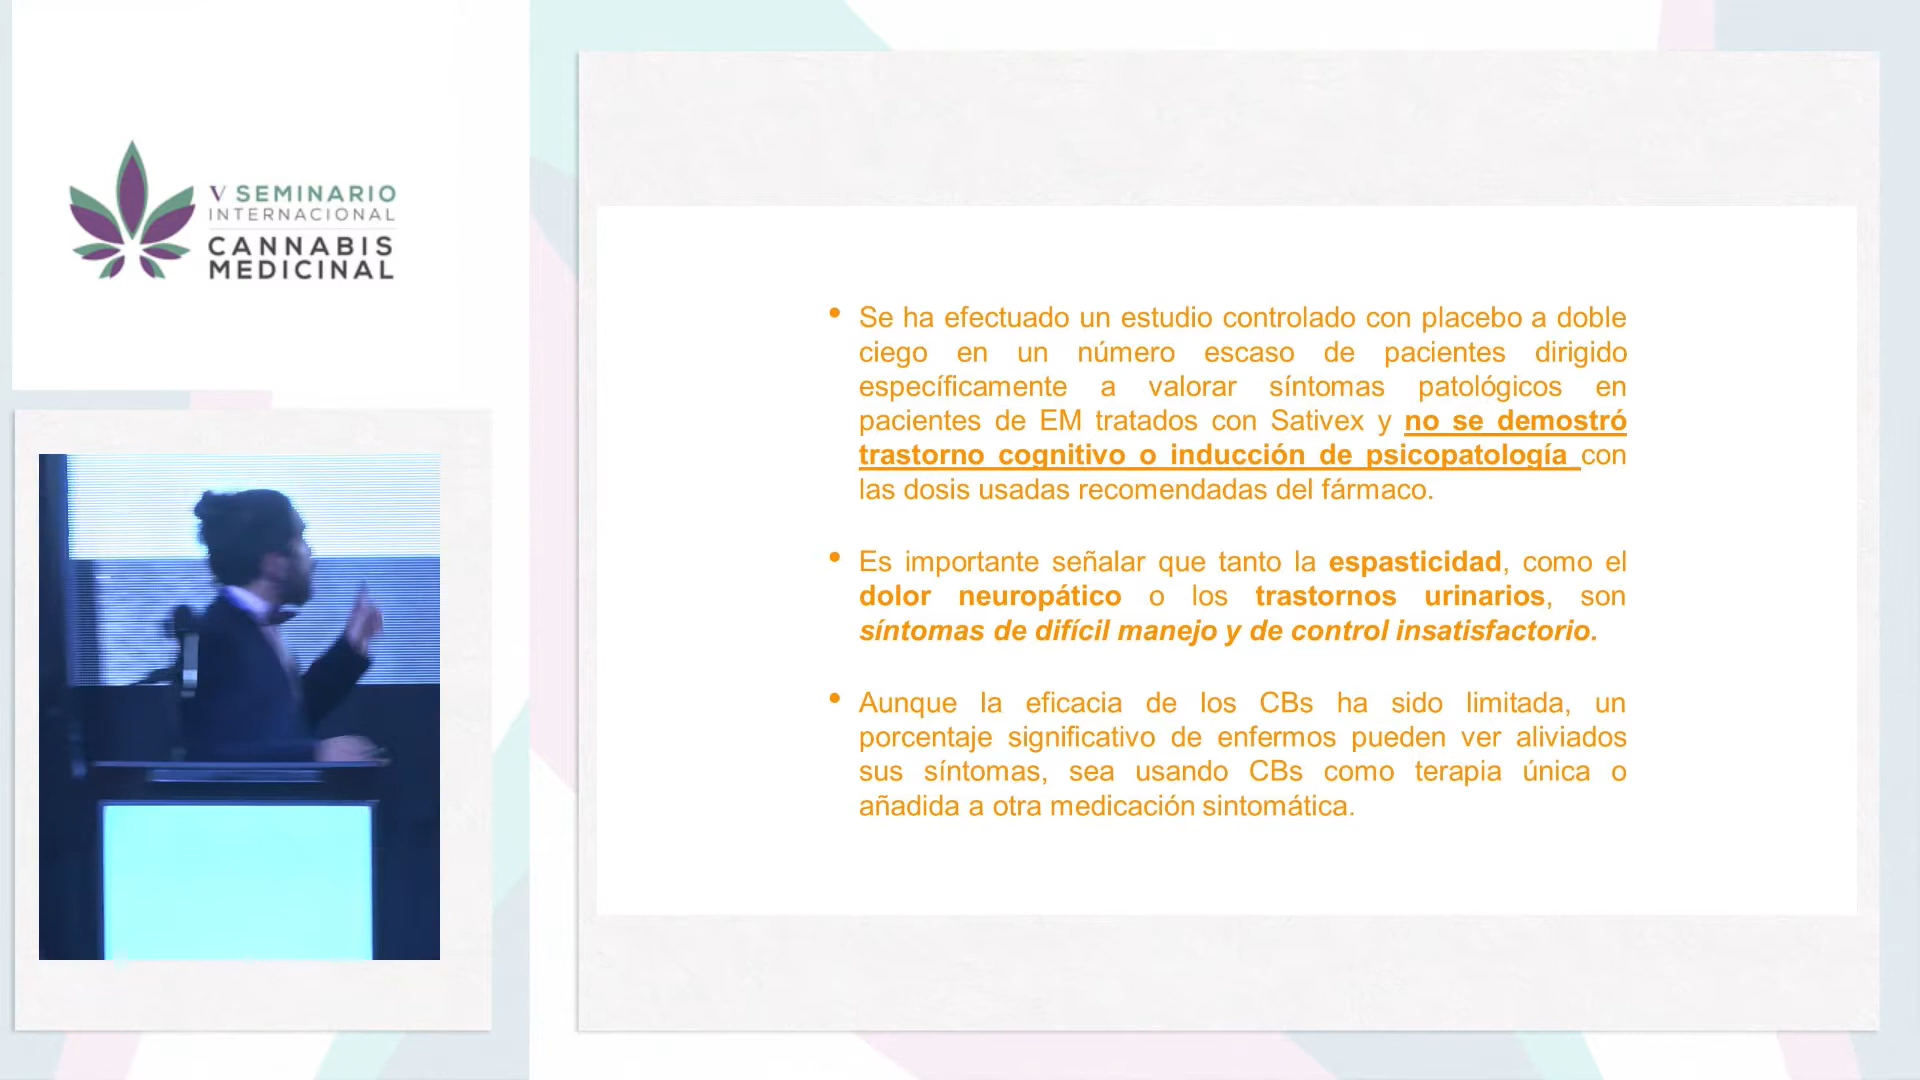 V SEMINARIO
INTERNACIONAL
CANNABIS
MEDICINAL
• Se ha efectuado un estudio controlado con placebo a doble
ciego en un número escaso de pacientes dirigido
específicamente a valorar síntomas patológicos en
pacientes de EM tratados con Sativex y no se demostró
trastorno cognitivo o inducción de psicopatología con
las dosis usadas recomendadas del fármaco.
• Es importante señalar que tanto la espasticidad, como el
dolor neuropático o los trastornos urinarios, son
síntomas de difícil manejo y de control insatisfactorio.
• Aunque la eficacia de los CBs ha sido limitada, un
porcentaje significativo de enfermos pueden ver aliviados
sus síntomas, sea usando CBs como terapia única o
añadida a otra medicación sintomática.